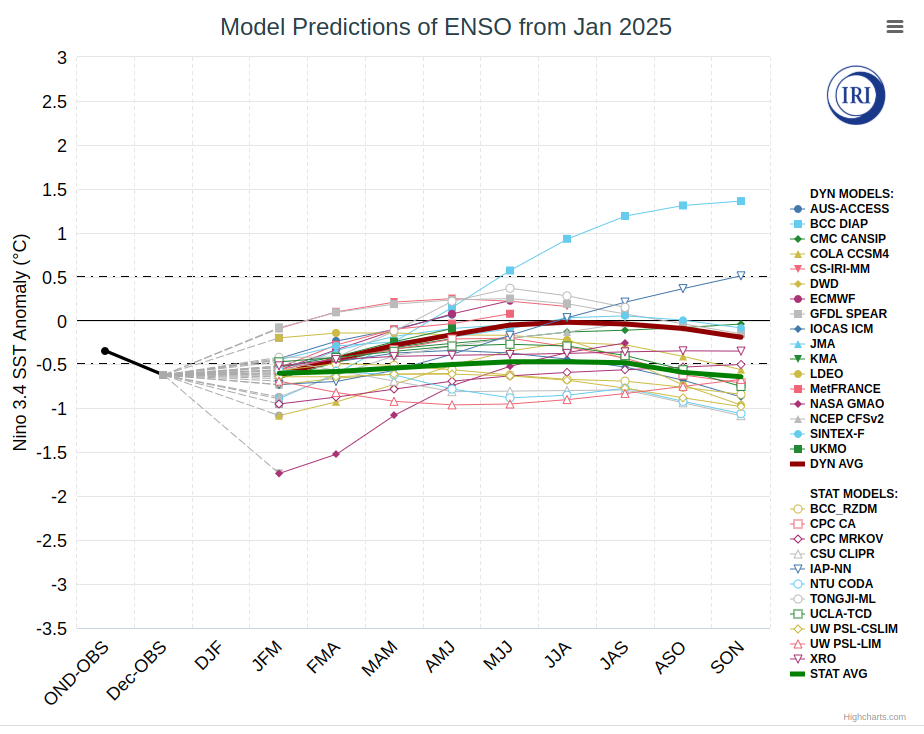 Model Predictions of ENSO from Jan 2025
IRI
Nino 3.4 SST Anomaly (°C)
3
2.5
2
1.5
1
0.5
0
-0.5
-1
-1.5
-2
-2.5
-3
-3.5
OND-OBS
Dec-OBS
DJF
JFM
FMA
MAM
AMJ
MJJ
JJA
JAS
ASO
SON
DYN MODELS:
AUS-ACCESS
BCC DIAP
CMC CANSIP
COLA CCSM4
CS-IRI-MM
DWD
ECMWF
GFDL SPEAR
IOCAS ICM
JMA
KMA
LDEO
MetFRANCE
NASA GMAO
NCEP CFSv2
SINTEX-F
UKMO
DYN AVG
STAT MODELS:
BCC_RZDM
CPC CA
CPC MRKOV
CSU CLIPR
IAP-NN
NTU CODA
TONGJI-ML
UCLA-TCD
UW PSL-CSLIM
UW PSL-LIM
XRO
STAT AVG
Highcharts.com